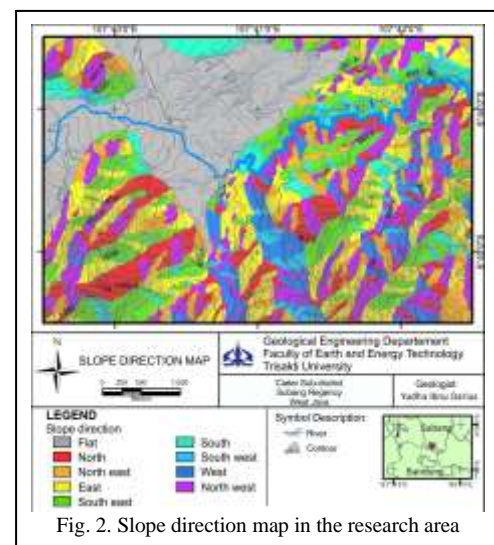 N
SLOPE DIRECTION MAP
Geological Engineering Departement
Faculty of Earth and Energy Technology
Trisakti University
Subang Regency
West Java
Geologist:
LEGEND
Slope direction
Flat
North
North east
East
South east
South
South west
West
North west
Symbol Description:
River
Contour
Subang
Bandung
Fig. 2. Slope direction map in the research area